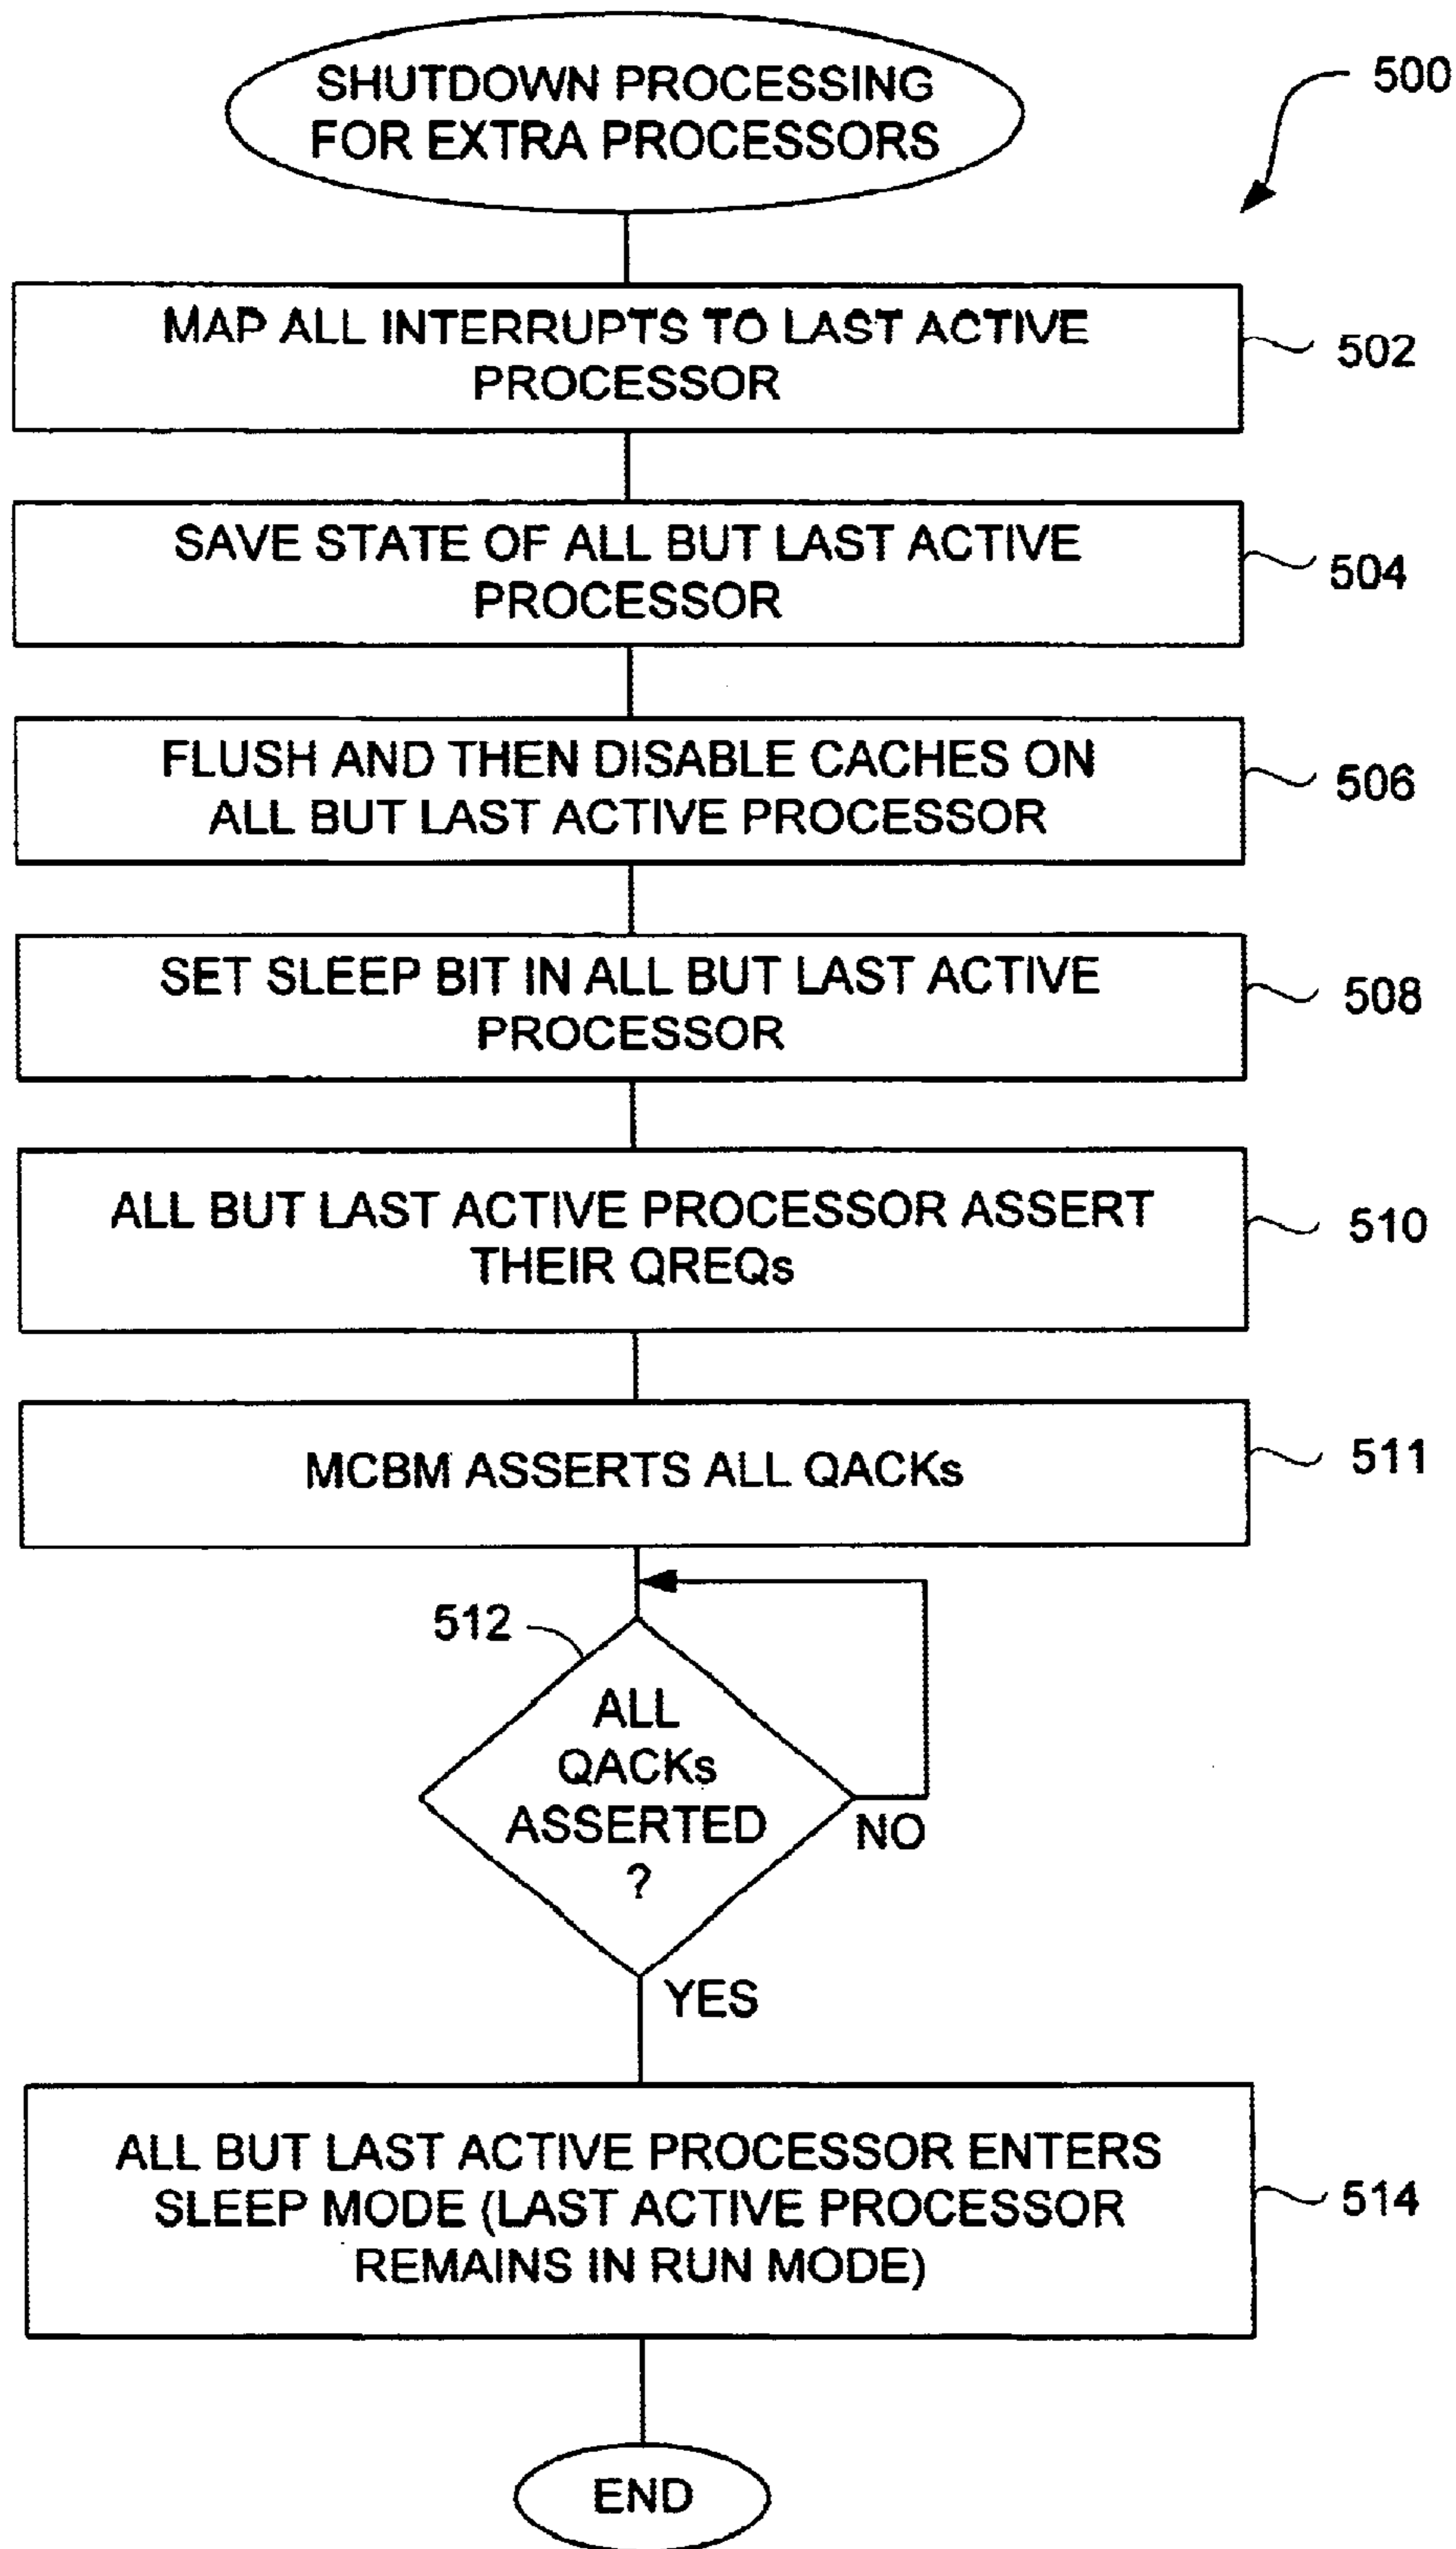 SHUTDOWN PROCESSING
FOR EXTRA PROCESSORS
500
MAP ALL INTERRUPTS TO LAST ACTIVE
PROCESSOR
502
SAVE STATE OF ALL BUT LAST ACTIVE
PROCESSOR
504
FLUSH AND THEN DISABLE CACHES ON
ALL BUT LAST ACTIVE PROCESSOR
506
SET SLEEP BIT IN ALL BUT LAST ACTIVE
PROCESSOR
508
ALL BUT LAST ACTIVE PROCESSOR ASSERT
THEIR QREQs
510
MCBM ASSERTS ALL QACKs
511
512
ALL
QACKs
ASSERTED
?
NO
YES
ALL BUT LAST ACTIVE PROCESSOR ENTERS
SLEEP MODE (LAST ACTIVE PROCESSOR
REMAINS IN RUN MODE)
514
END